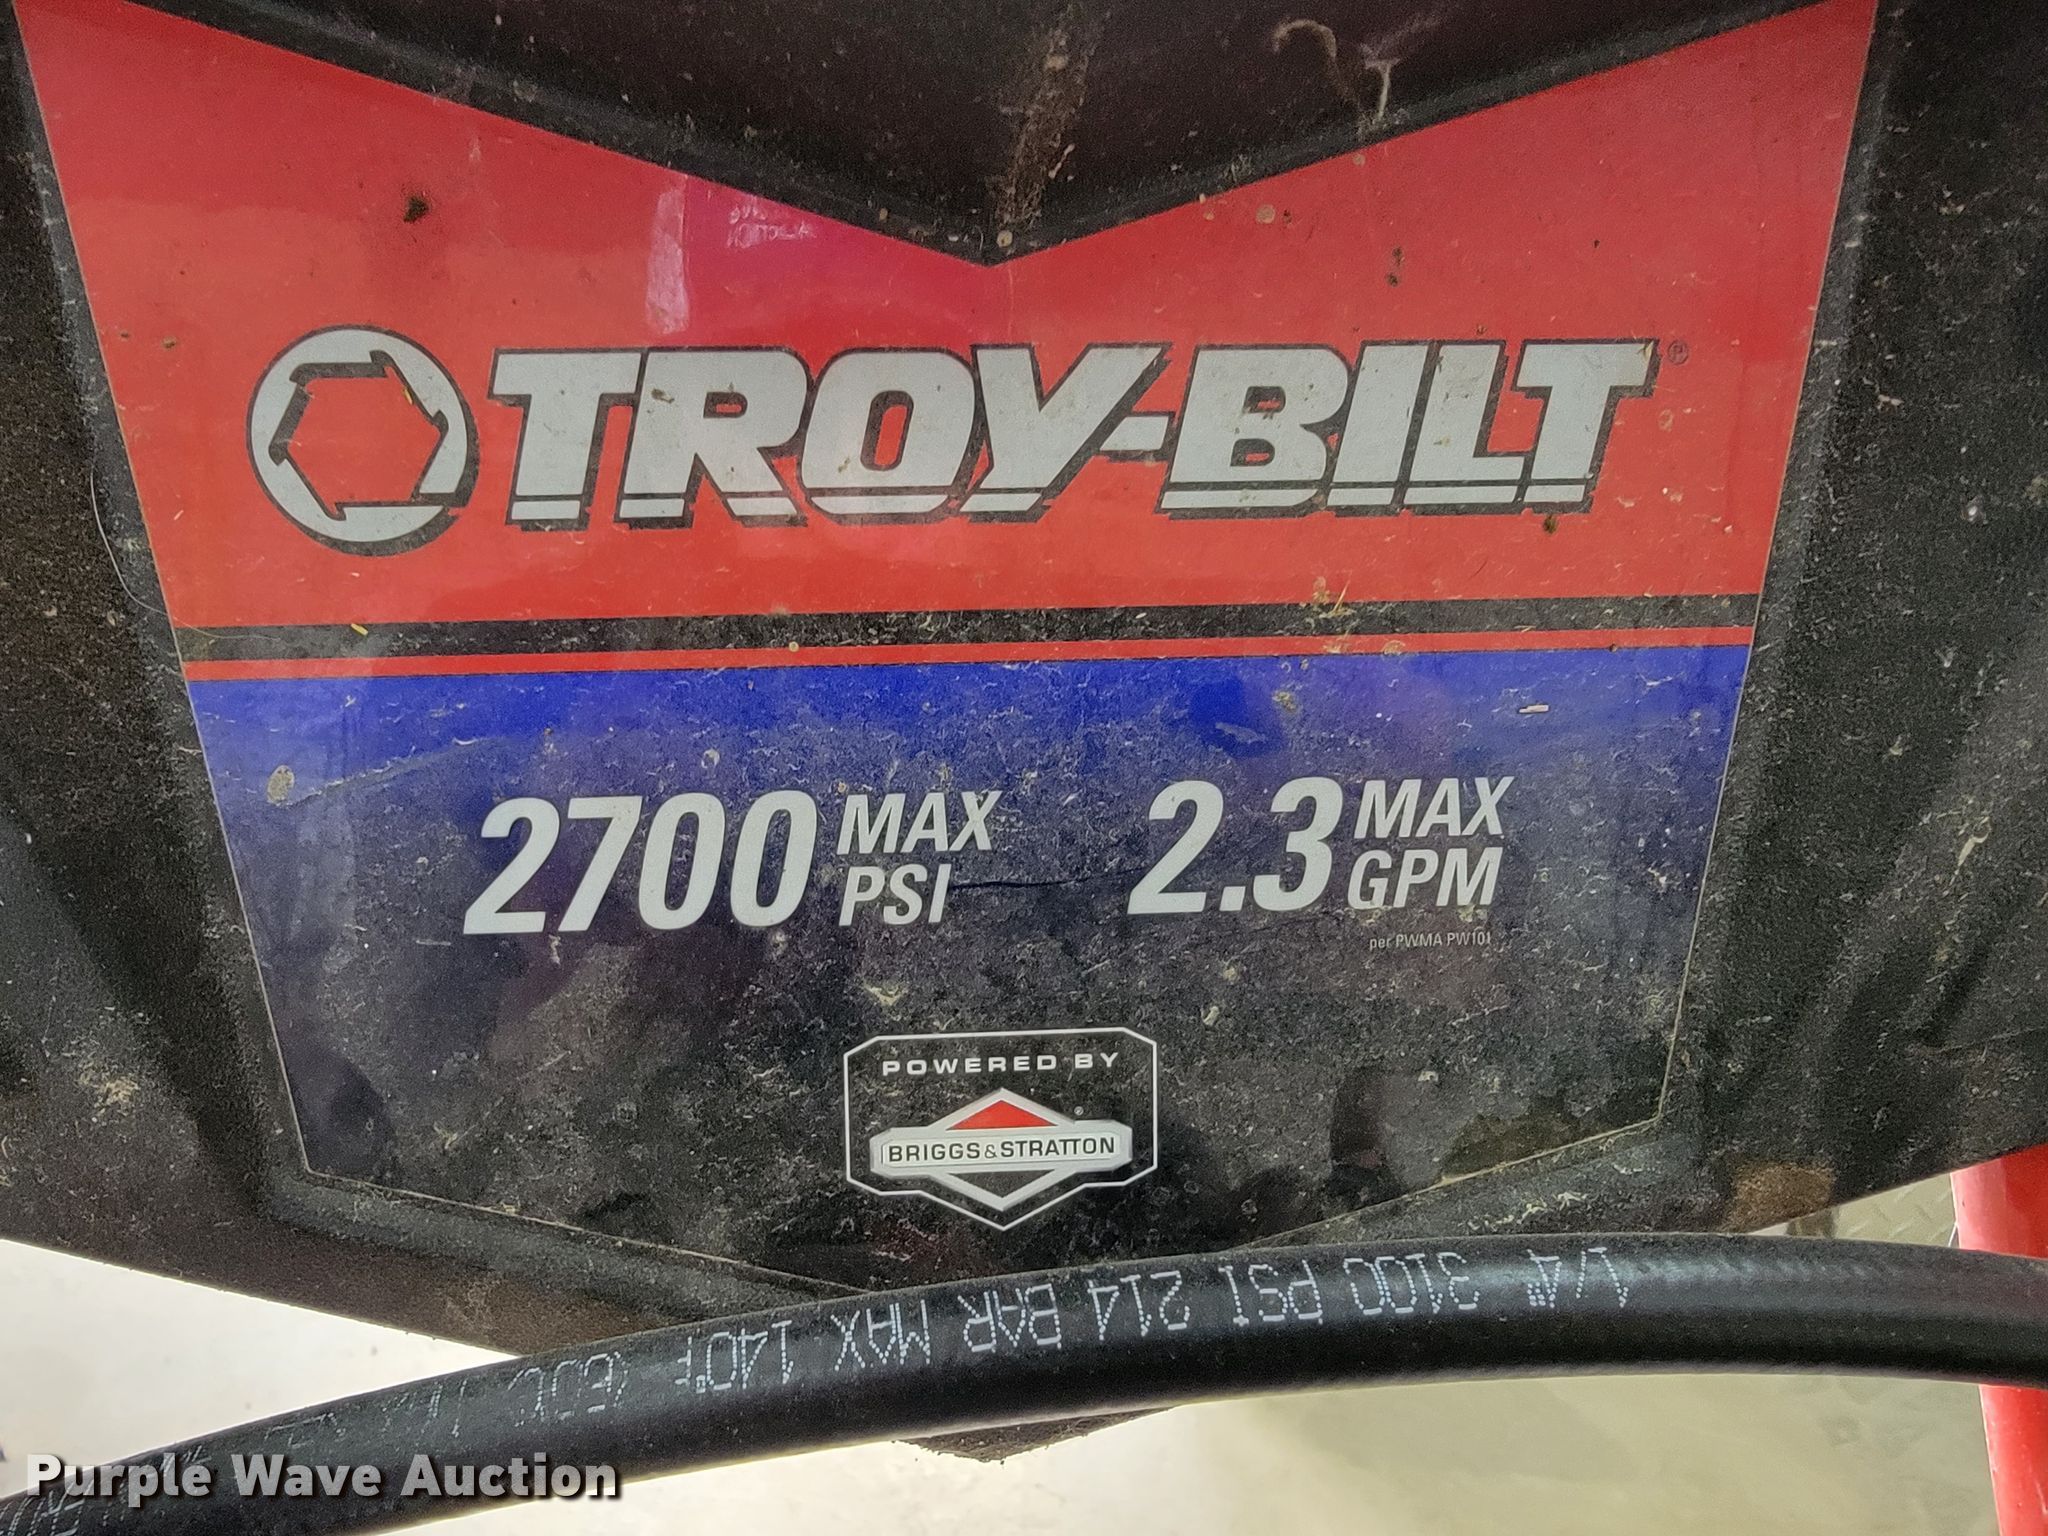 TROY-BILT®
2700 MAX PSI
2.3 MAX GPM
per PWMA PW101
POWERED BY
BRIGGS & STRATTON®
1/4" 3100 PSI 214 BAR MAX 140°F
Purple Wave Auction